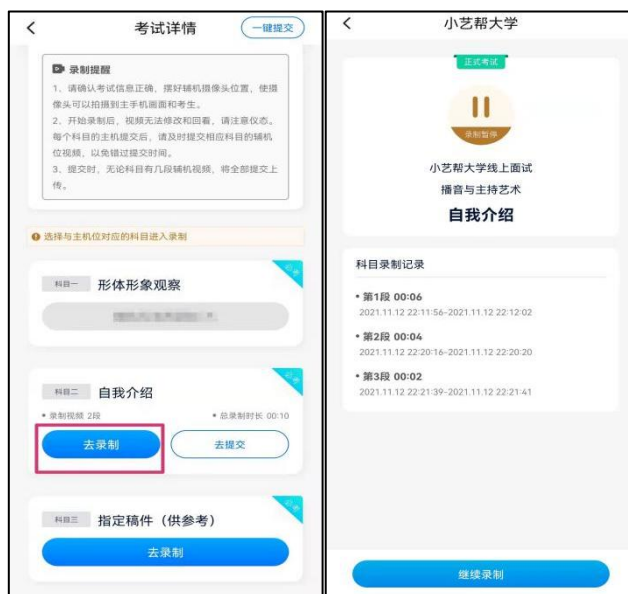 考试详情
一键提交
录制提醒
1、请确认考试信息正确，摆好辅机摄像头位置，使摄
像头可以拍摄到主手机画面和考生。
2、开始录制后，视频无法修改和回看，请注意仪态。
每个科目的主机提交后，请及时提交相应科目的辅机
位视频，以免错过提交时间。
3、提交时，无论科目有几段辅机视频，将全部提交上
传。
选择与主机位对应的科目进入录制
科目一 形体形象观察
科目二 自我介绍
• 录制视频 2段
• 总录制时长 00:10
去录制
去提交
科目三 指定稿件（供参考）
去录制
小艺帮大学
正式考试
录制暂停
小艺帮大学线上面试
播音与主持艺术
自我介绍
科目录制记录
• 第1段 00:06
2021.11.12 22:11:56-2021.11.12 22:12:02
• 第2段 00:04
2021.11.12 22:20:16-2021.11.12 22:20:20
• 第3段 00:02
2021.11.12 22:21:39-2021.11.12 22:21:41
继续录制